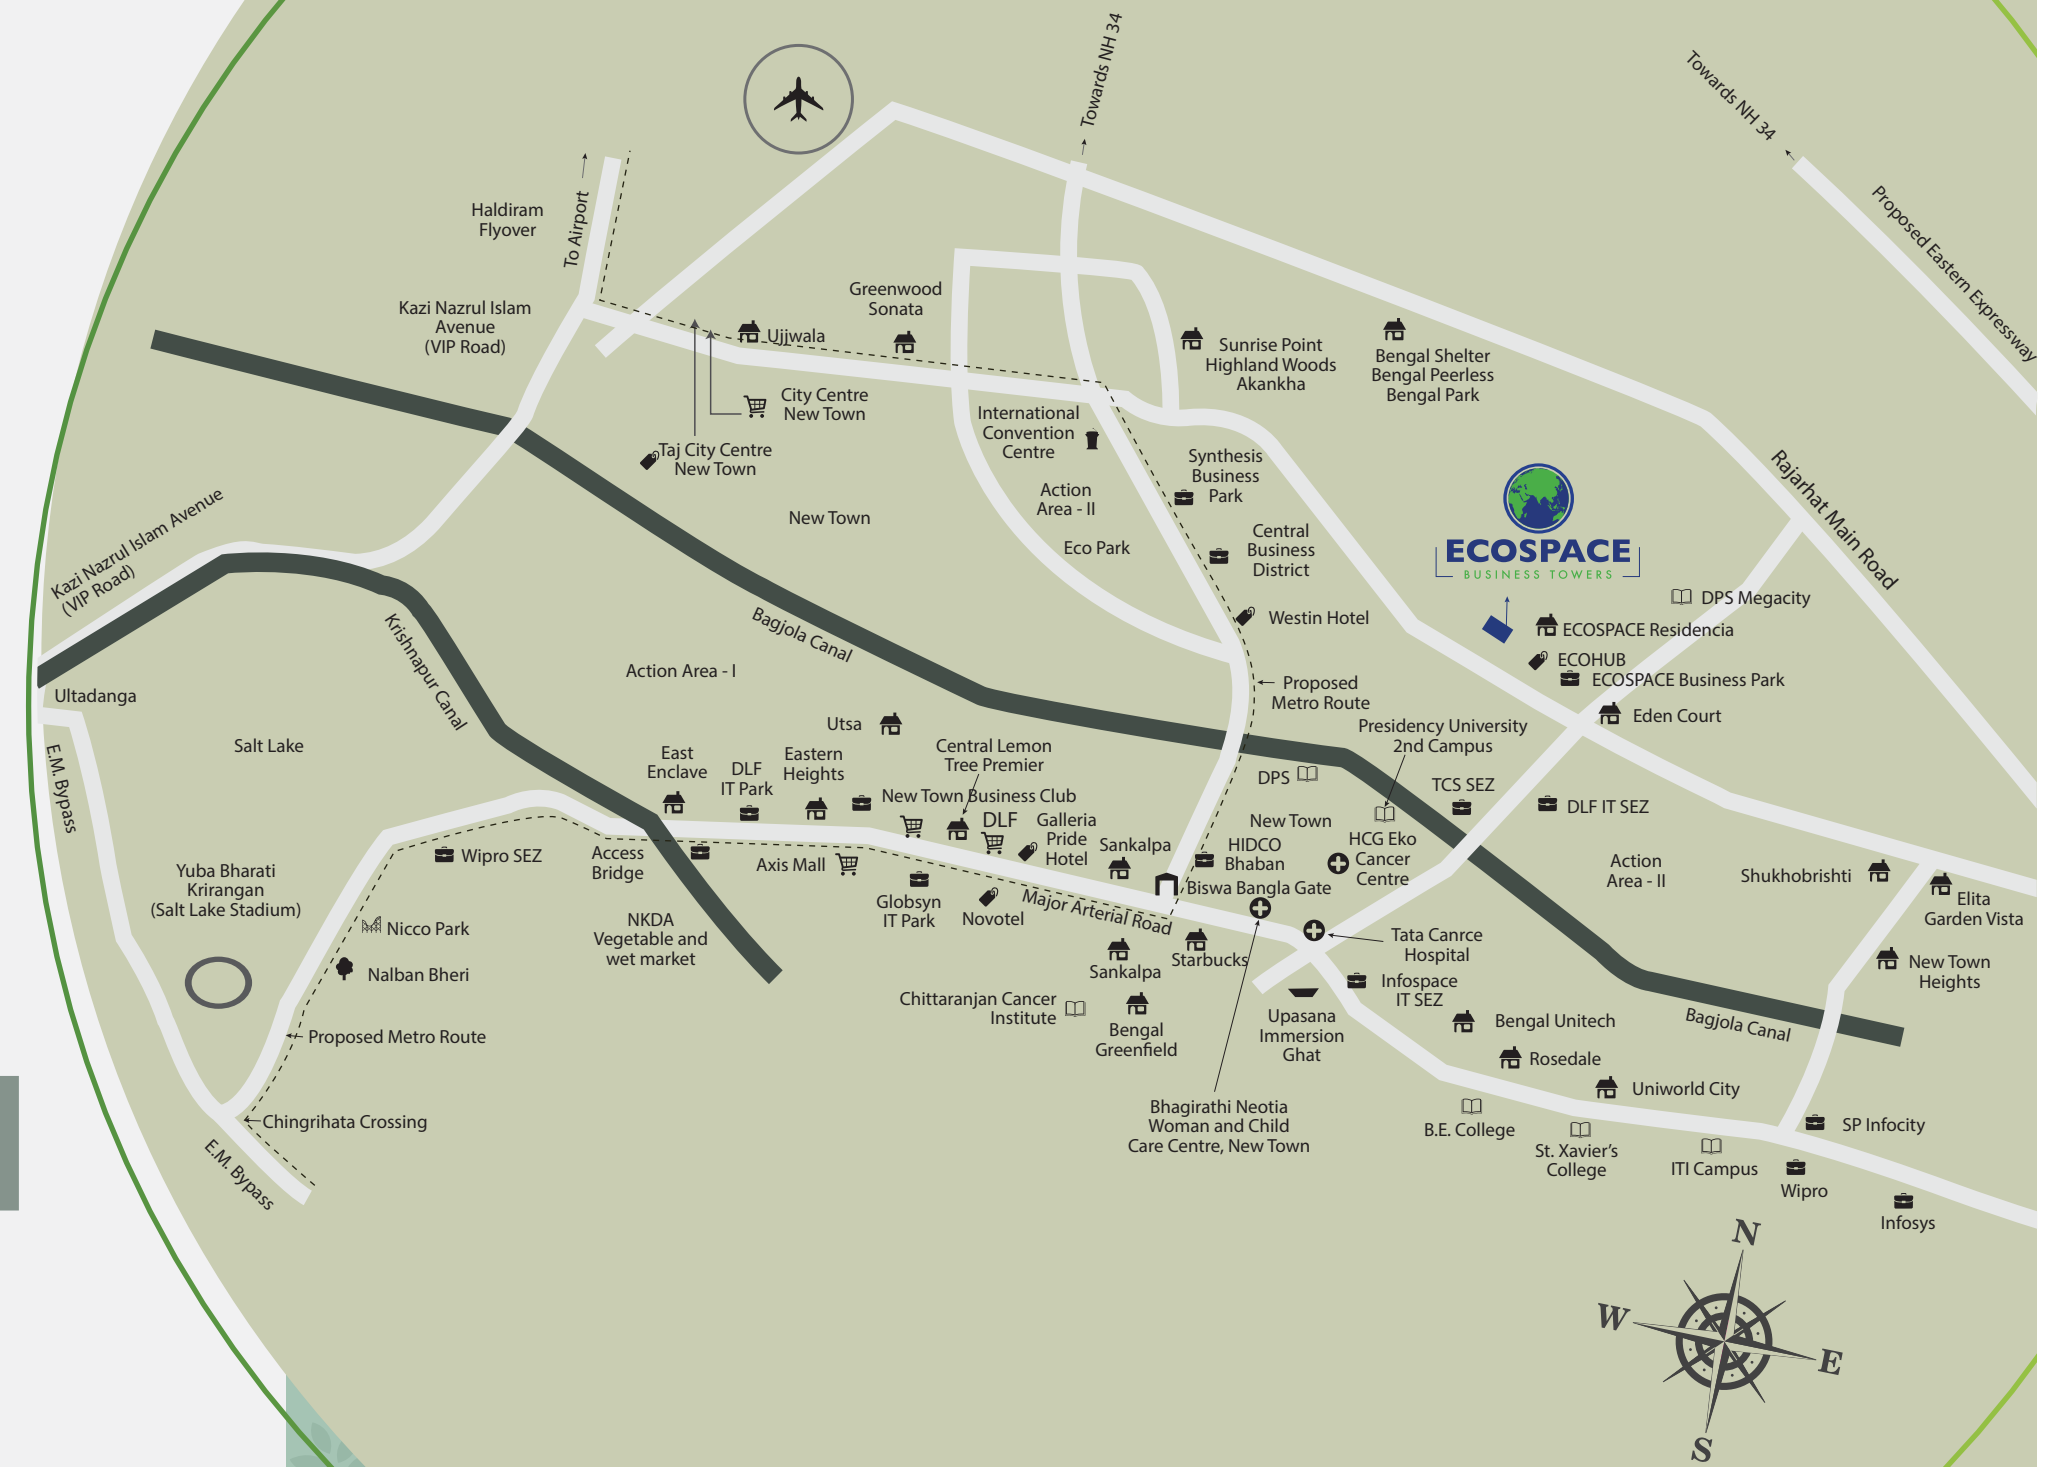 Towards NH 34
Towards NH 34
Proposed Eastern Expressway
Haldiram
Flyover
To Airport
Kazi Nazrul Islam
Avenue
(VIP Road)
Greenwood
Sonata
Ujjwala
City Centre
New Town
Taj City Centre
New Town
New Town
International
Convention
Centre
Action
Area - II
Eco Park
Sunrise Point
Highland Woods
Akankha
Bengal Shelter
Bengal Peerless
Bengal Park
Synthesis
Business
Park
Central
Business
District
Westin Hotel
Rajarhat Main Road
ECOSPACE
BUSINESS TOWERS
DPS Megacity
ECOSPACE Residencia
ECOHUB
ECOSPACE Business Park
Eden Court
Kazi Nazrul Islam Avenue
(VIP Road)
Krishnapur Canal
Bagjola Canal
Action Area - I
Ultadanga
E.M. Bypass
Salt Lake
Proposed
Metro Route
Presidency University
2nd Campus
Utsa
East
Enclave
DLF
IT Park
Eastern
Heights
Central Lemon
Tree Premier
New Town Business Club
DLF
Galleria
Pride
Hotel
Sankalpa
DPS
New Town
HIDCO
Bhaban
HCG Eko
Cancer
Centre
TCS SEZ
DLF IT SEZ
Action
Area - II
Shukhobrishti
Elita
Garden Vista
New Town
Heights
Yuba Bharati
Krirangan
(Salt Lake Stadium)
Wipro SEZ
Access
Bridge
Axis Mall
Globsyn
IT Park
Novotel
Major Arterial Road
Biswa Bangla Gate
Nicco Park
Nalban Bheri
NKDA
Vegetable and
wet market
Sankalpa
Starbucks
Tata Canrce
Hospital
Infospace
IT SEZ
Chittaranjan Cancer
Institute
Bengal
Greenfield
Upasana
Immersion
Ghat
Bengal Unitech
Rosedale
Uniworld City
Bagjola Canal
Proposed Metro Route
Chingrihata Crossing
E.M. Bypass
Bhagirathi Neotia
Woman and Child
Care Centre, New Town
B.E. College
St. Xavier's
College
ITI Campus
SP Infocity
Wipro
Infosys
N
W
E
S